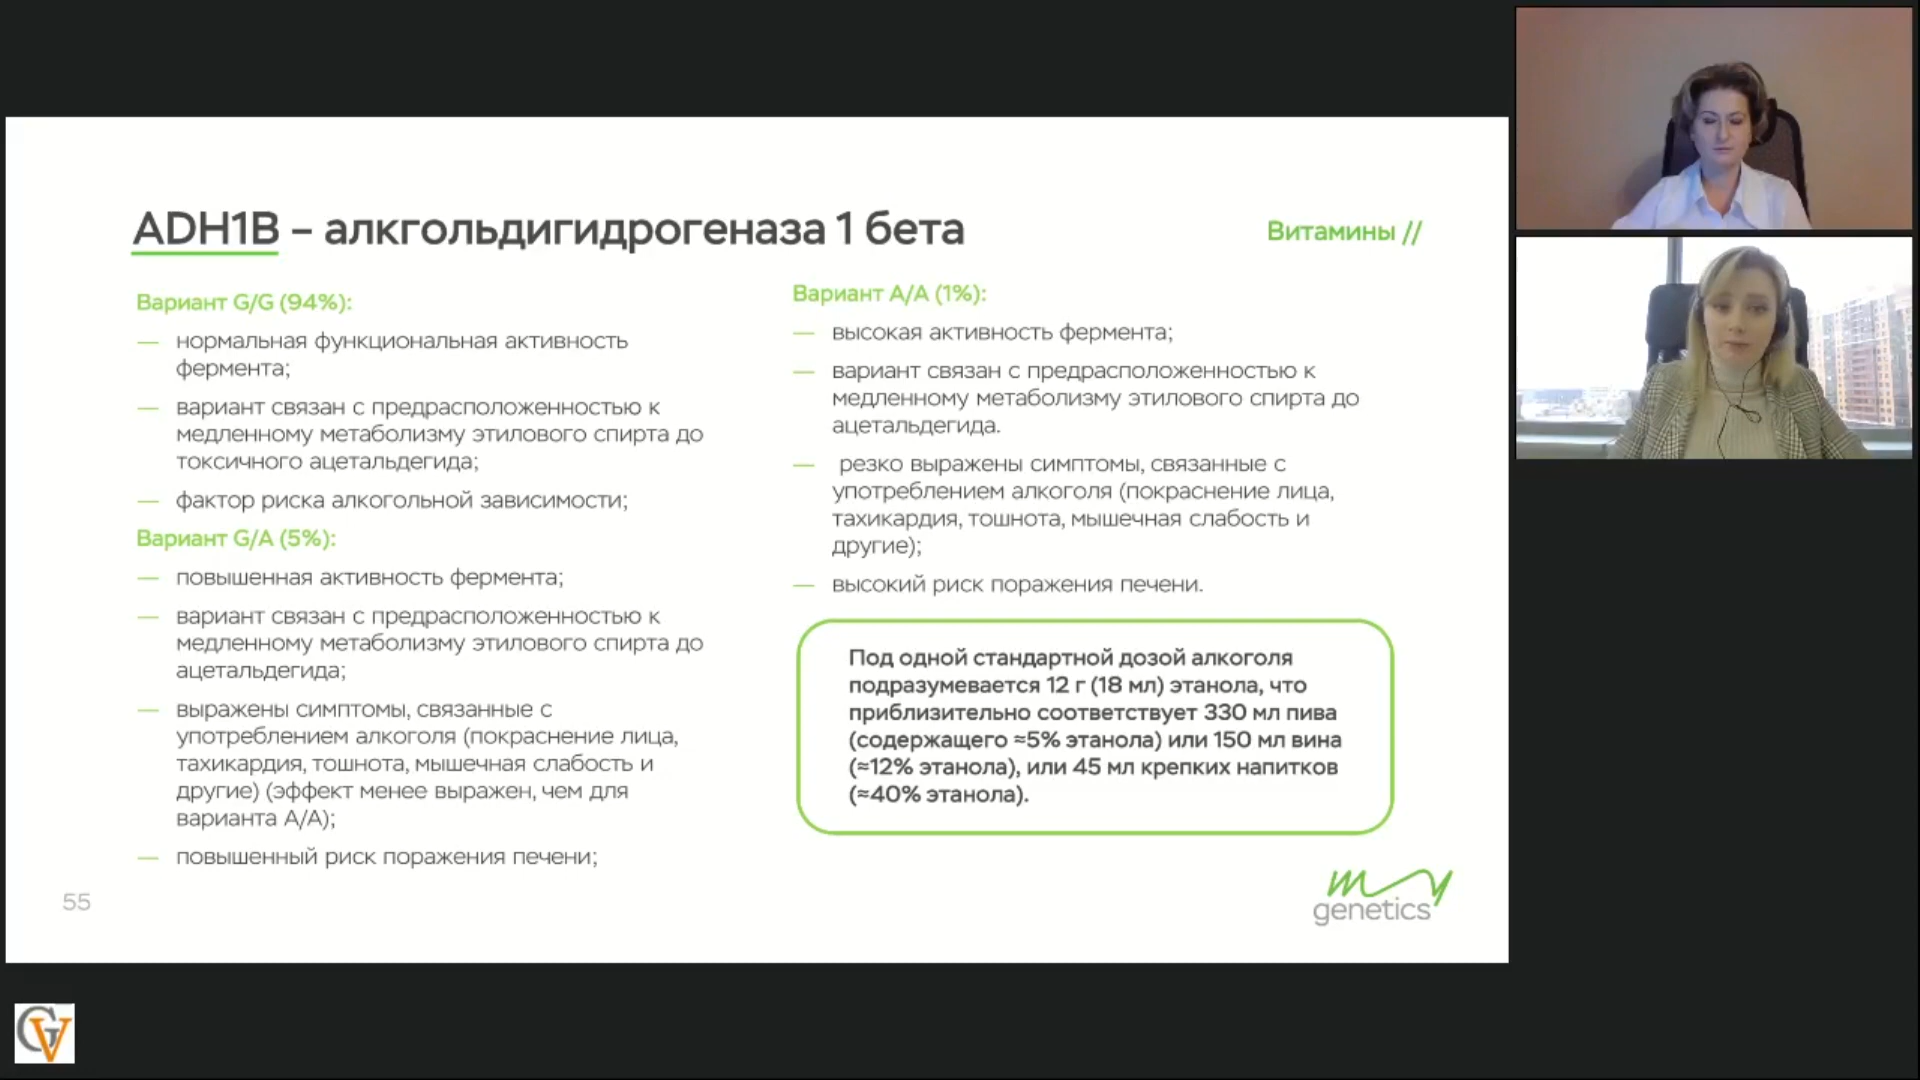 ADH1B – алкгольдигидрогеназа 1 бета
Витамины //
Вариант G/G (94%):
— нормальная функциональная активность
фермента;
— вариант связан с предрасположенностью к
медленному метаболизму этилового спирта до
токсичного ацетальдегида;
— фактор риска алкогольной зависимости;
Вариант G/A (5%):
— повышенная активность фермента;
— вариант связан с предрасположенностью к
медленному метаболизму этилового спирта до
ацетальдегида;
— выражены симптомы, связанные с
употреблением алкоголя (покраснение лица,
тахикардия, тошнота, мышечная слабость и
другие) (эффект менее выражен, чем для
варианта А/А);
— повышенный риск поражения печени;
Вариант А/А (1%):
— высокая активность фермента;
— вариант связан с предрасположенностью к
медленному метаболизму этилового спирта до
ацетальдегида.
— резко выражены симптомы, связанные с
употреблением алкоголя (покраснение лица,
тахикардия, тошнота, мышечная слабость и
другие);
— высокий риск поражения печени.
Под одной стандартной дозой алкоголя
подразумевается 12 г (18 мл) этанола, что
приблизительно соответствует 330 мл пива
(содержащего ≈5% этанола) или 150 мл вина
(≈12% этанола), или 45 мл крепких напитков
(≈40% этанола).
55
my
genetics
GV